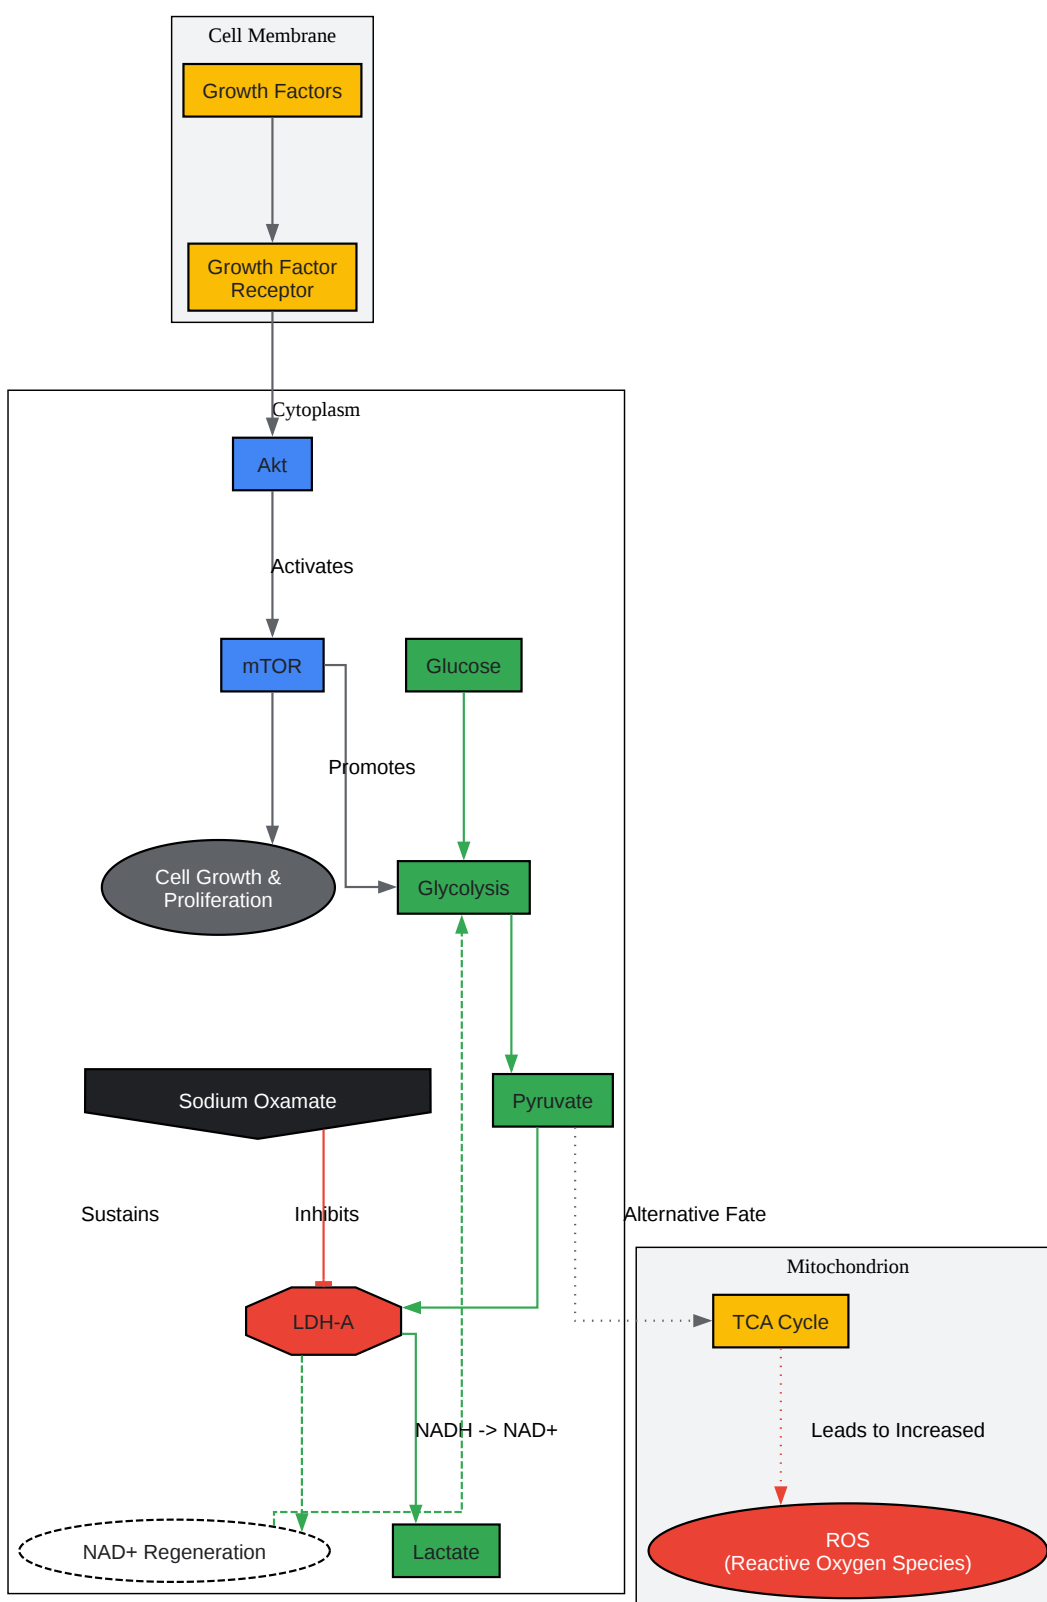 Cell Membrane
Growth Factors
Growth Factor
Receptor
Cytoplasm
Akt
Activates
mTOR
Glucose
Promotes
Cell Growth &
Proliferation
Glycolysis
Sodium Oxamate
Pyruvate
Sustains
Inhibits
Alternative Fate
Mitochondrion
LDH-A
TCA Cycle
NADH -> NAD+
Leads to Increased
NAD+ Regeneration
Lactate
ROS
(Reactive Oxygen Species)